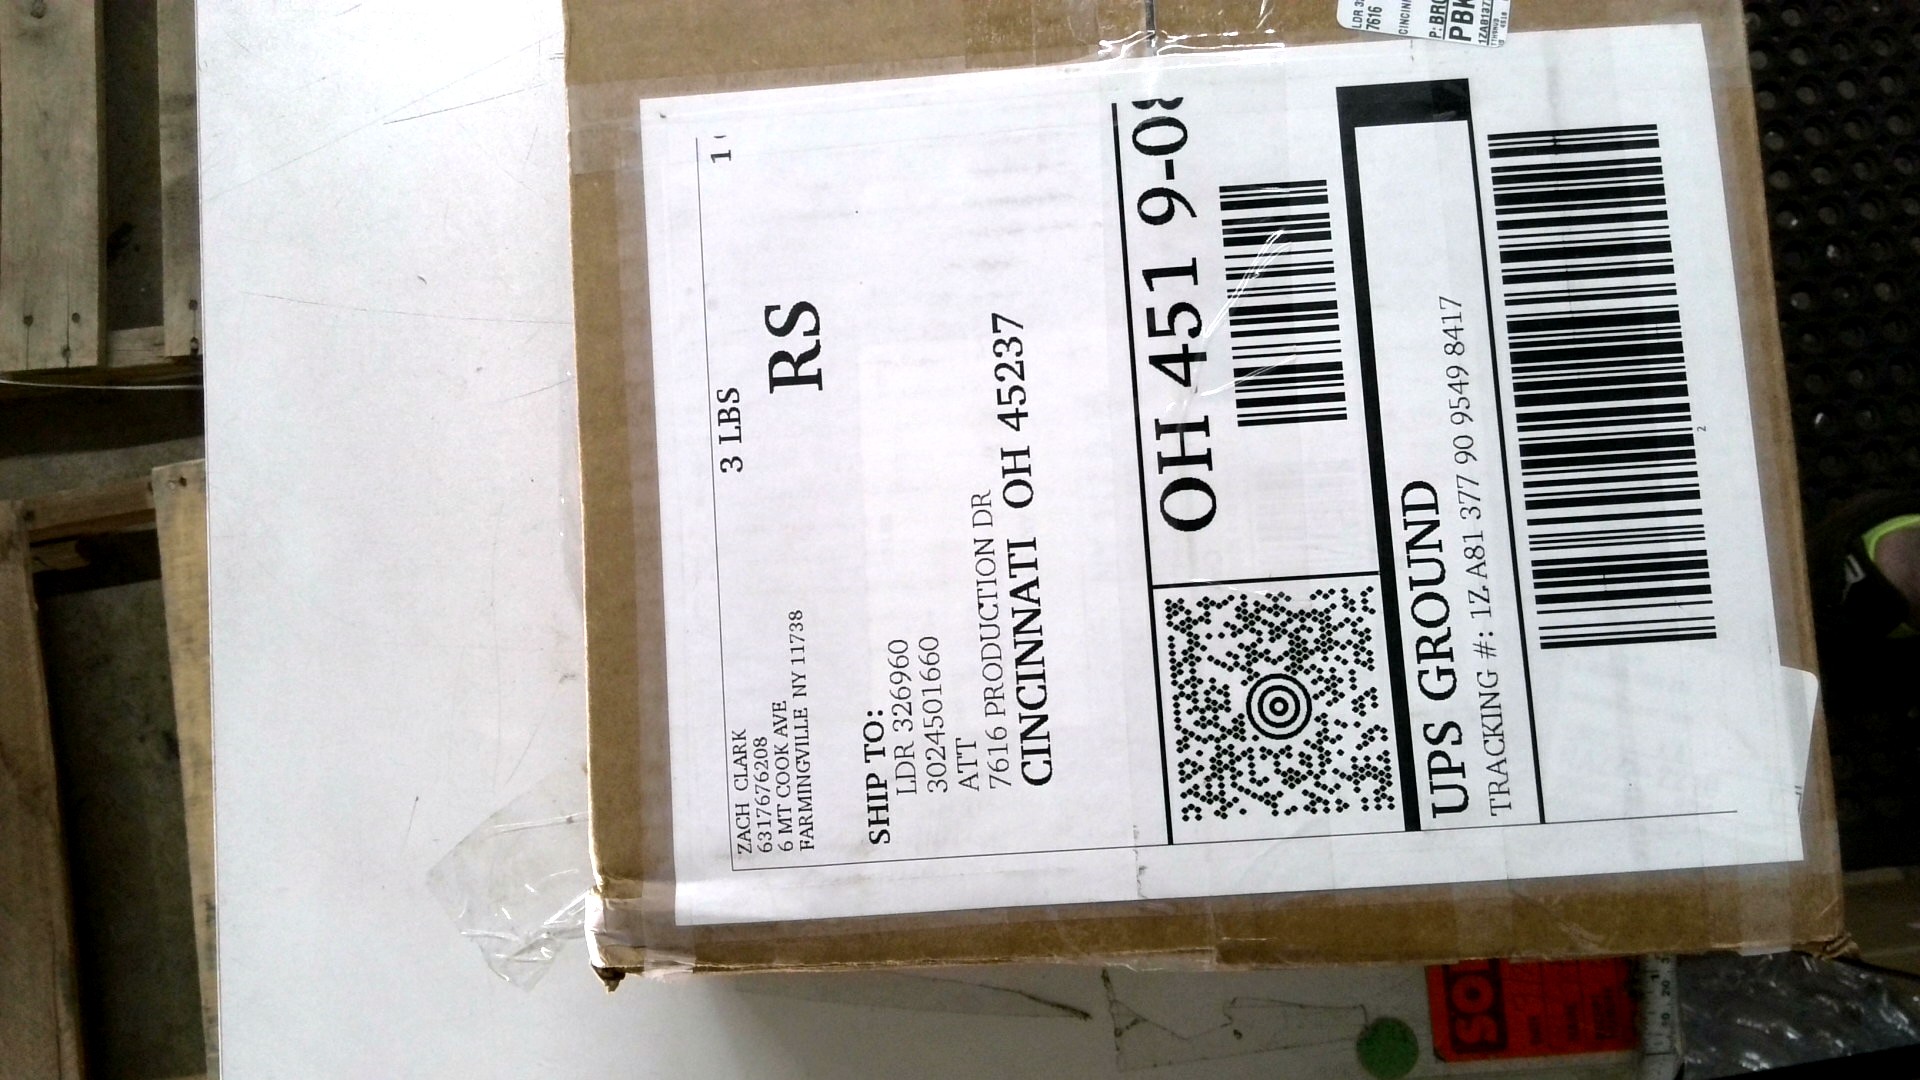 ZACH CLARK
6317676208
6 MT COOK AVE
FARMINGVILLE NY 11738
3 LBS
RS
SHIP TO:
LDR 326960
3024501660
ATT
7616 PRODUCTION DR
CINCINNATI OH 45237
OH 451 9-08
UPS GROUND
TRACKING #: 1Z A81 377 90 9549 8417
2
7616